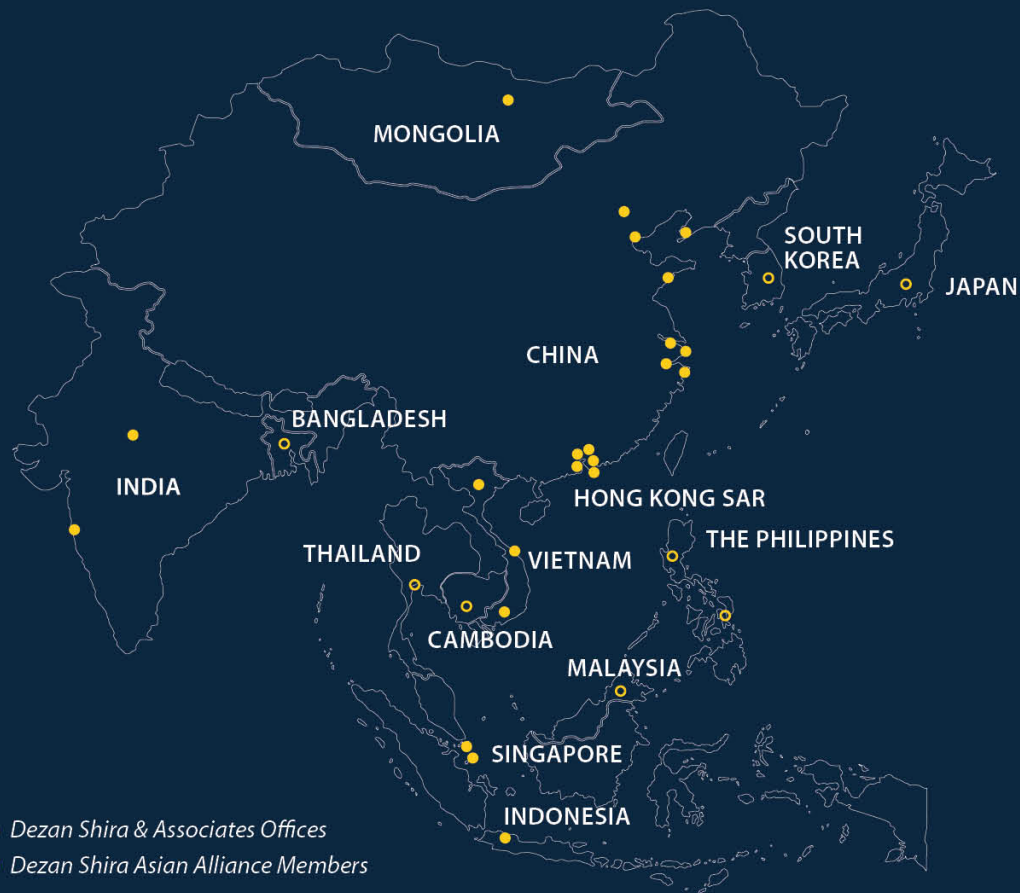 MONGOLIA
SOUTH
KOREA
JAPAN
CHINA
BANGLADESH
INDIA
HONG KONG SAR
THE PHILIPPINES
THAILAND
VIETNAM
CAMBODIA
MALAYSIA
SINGAPORE
INDONESIA
Dezan Shira & Associates Offices
Dezan Shira Asian Alliance Members